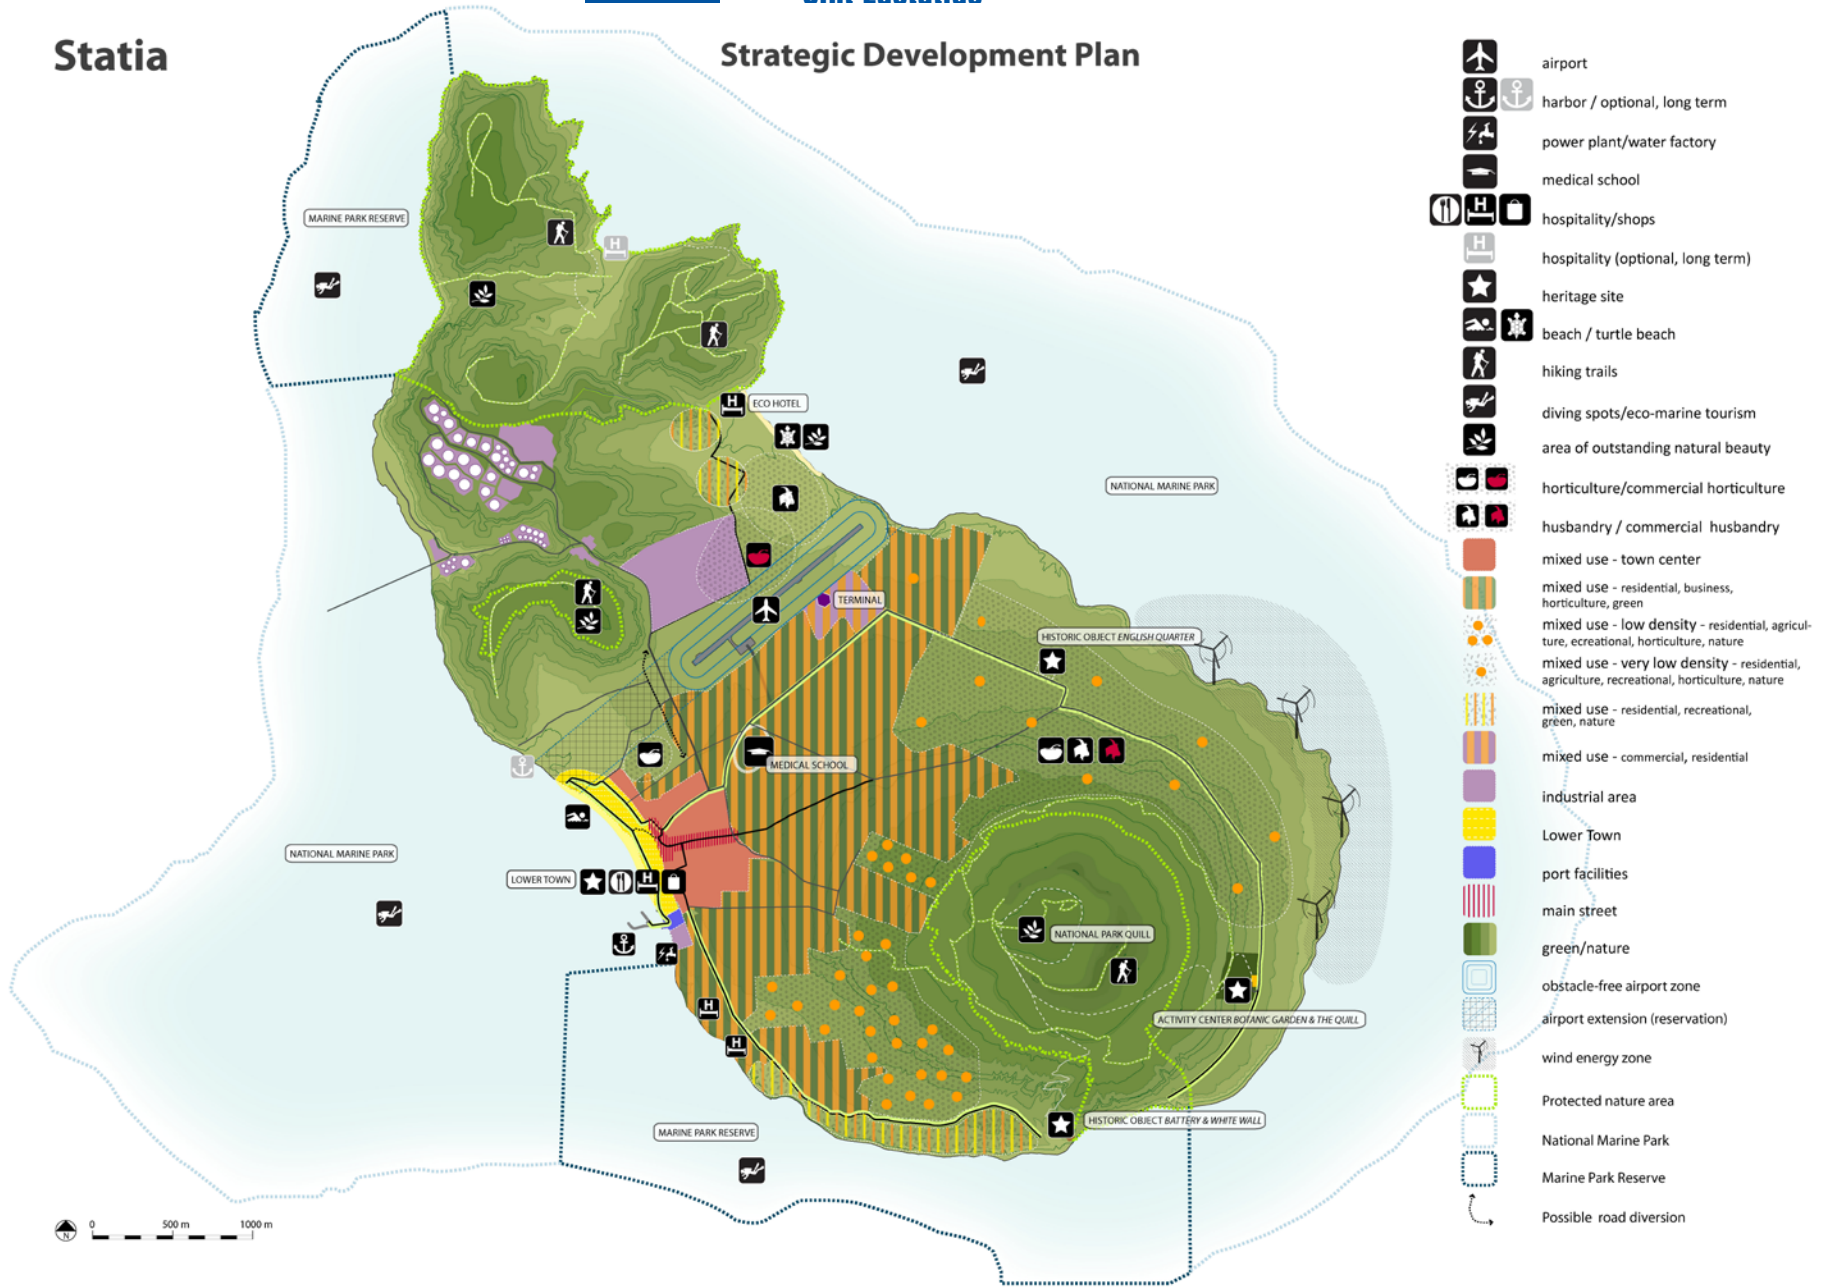 Statia
Strategic Development Plan
MARINE PARK RESERVE
ECO HOTEL
NATIONAL MARINE PARK
TERMINAL
HISTORIC OBJECT ENGLISH QUARTER
MEDICAL SCHOOL
NATIONAL MARINE PARK
LOWER TOWN
NATIONAL PARK QUILL
ACTIVITY CENTER BOTANIC GARDEN & THE QUILL
HISTORIC OBJECT BATTERY & WHITE WALL
MARINE PARK RESERVE
N
0 500 m 1000 m
airport
harbor / optional, long term
power plant/water factory
medical school
hospitality/shops
hospitality (optional, long term)
heritage site
beach / turtle beach
hiking trails
diving spots/eco-marine tourism
area of outstanding natural beauty
horticulture/commercial horticulture
husbandry / commercial husbandry
mixed use - town center
mixed use - residential, business,
horticulture, green
mixed use - low density - residential, agricul-
ture, ecreational, horticulture, nature
mixed use - very low density - residential,
agriculture, recreational, horticulture, nature
mixed use - residential, recreational,
green, nature
mixed use - commercial, residential
industrial area
Lower Town
port facilities
main street
green/nature
obstacle-free airport zone
airport extension (reservation)
wind energy zone
Protected nature area
National Marine Park
Marine Park Reserve
Possible road diversion